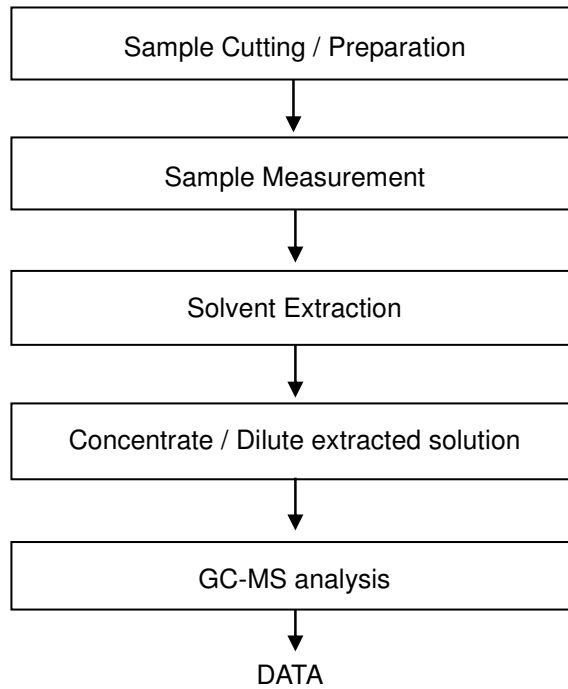 Sample Cutting / Preparation
Sample Measurement
Solvent Extraction
Concentrate / Dilute extracted solution
GC-MS analysis
DATA